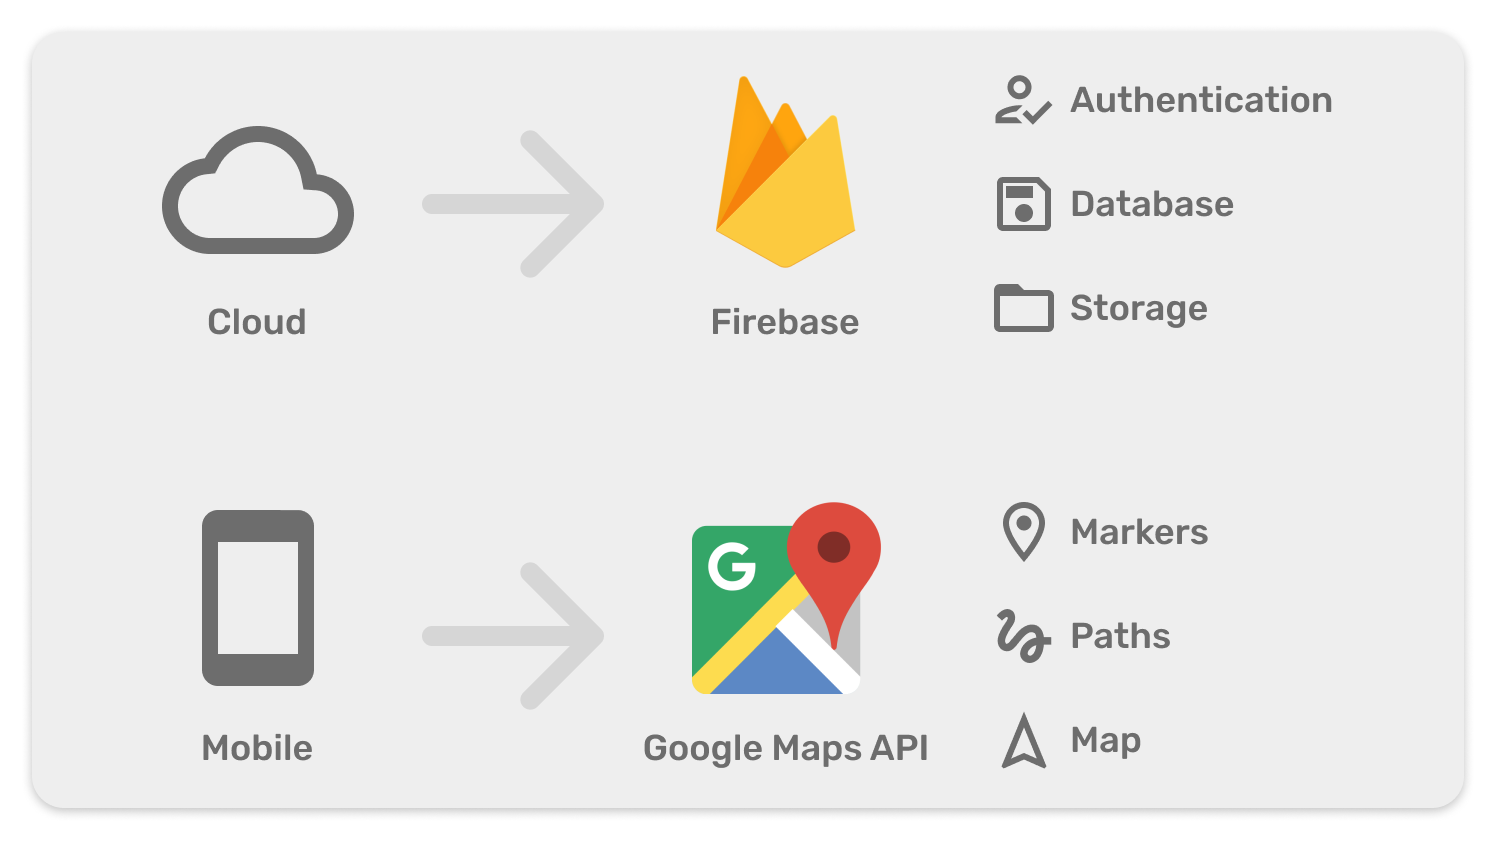 Cloud
Firebase
Authentication
Database
Storage
Mobile
G
Google Maps API
Markers
Paths
Map